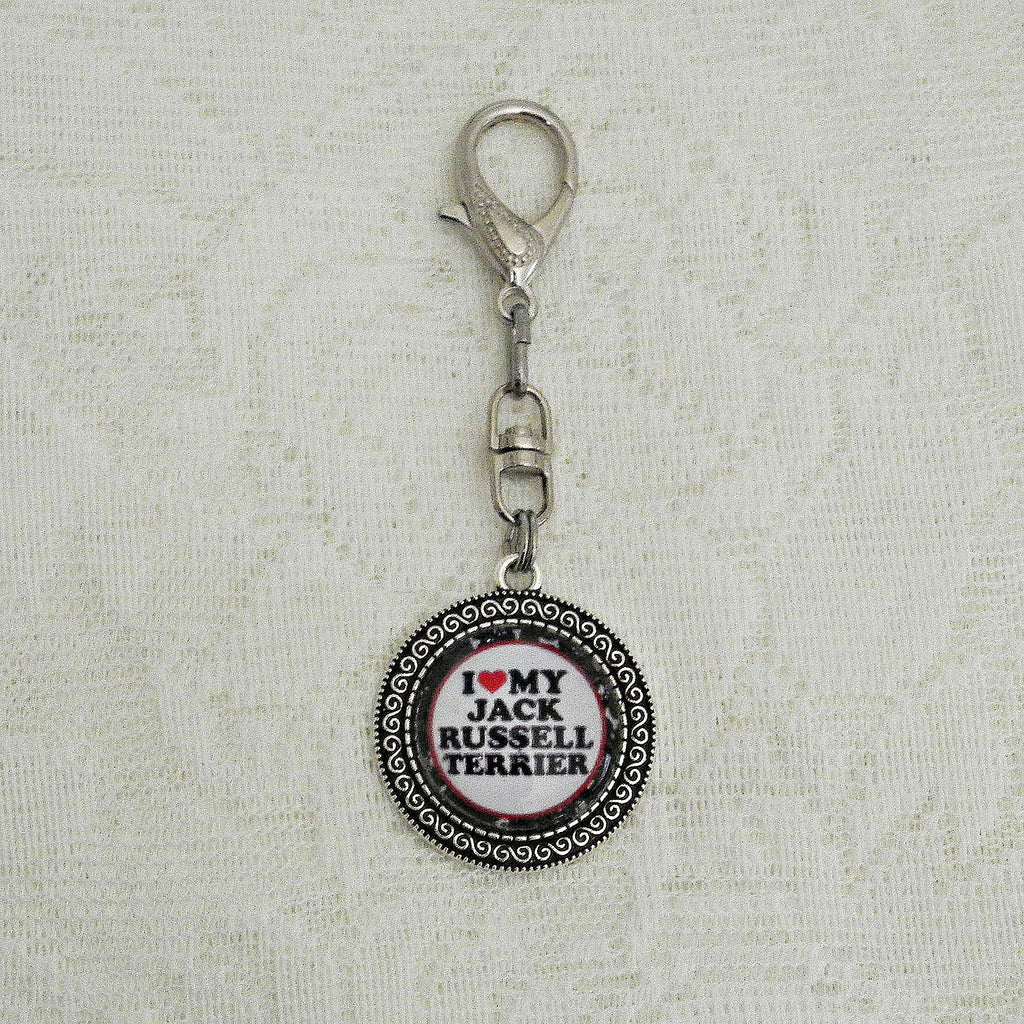 I ♥ MY
JACK
RUSSELL
TERRIER